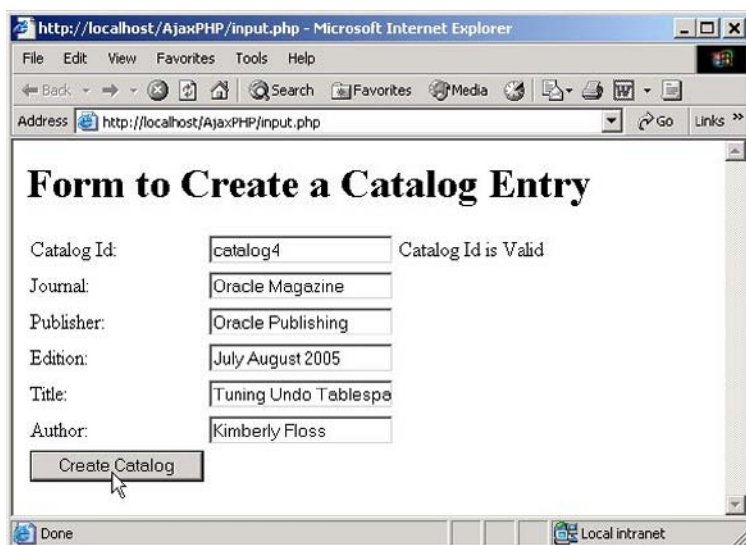 http://localhost/AjaxPHP/input.php - Microsoft Internet Explorer
File Edit View Favorites Tools Help
Back Search Favorites Media
Address http://localhost/AjaxPHP/input.php Go Links »
Form to Create a Catalog Entry
Catalog Id: catalog4 Catalog Id is Valid
Journal: Oracle Magazine
Publisher: Oracle Publishing
Edition: July August 2005
Title: Tuning Undo Tablespa
Author: Kimberly Floss
Create Catalog
Done Local intranet